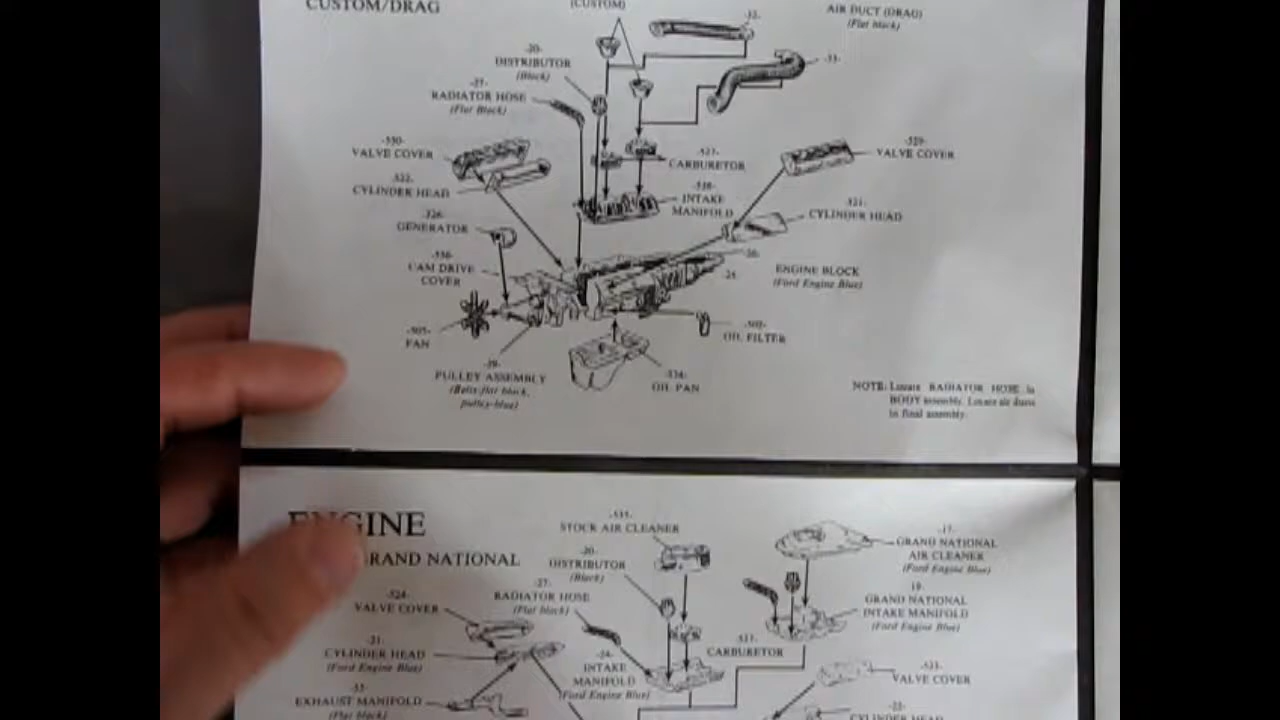 CUSTOM/DRAG
(CUSTOM)
-32-
AIR DUCT (DRAG)
(Flat black)
-33-
-20-
DISTRIBUTOR
(Black)
-27-
RADIATOR HOSE
(Flat Black)
VALVE COVER
-527-
CARBURETOR
-529-
VALVE COVER
-522-
CYLINDER HEAD
INTAKE
MANIFOLD
-521-
CYLINDER HEAD
-526-
GENERATOR
CAM DRIVE
COVER
ENGINE BLOCK
(Ford Engine Blue)
-505-
FAN
OIL FILTER
PULLEY ASSEMBLY
(Belts-flat black,
pulley-blue)
-534-
OIL PAN
NOTE: Locate RADIATOR HOSE in
BODY assembly. Locate air ducts
in final assembly.
ENGINE
GRAND NATIONAL
STOCK AIR CLEANER
-17-
GRAND NATIONAL
AIR CLEANER
(Ford Engine Blue)
-20-
DISTRIBUTOR
(Black)
-27-
RADIATOR HOSE
(Flat black)
-524-
VALVE COVER
19-
GRAND NATIONAL
INTAKE MANIFOLD
(Ford Engine Blue)
-21-
CYLINDER HEAD
(Ford Engine Blue)
-24-
INTAKE
MANIFOLD
(Ford Engine Blue)
CARBURETOR
-523-
VALVE COVER
EXHAUST MANIFOLD
(Flat black)
-22-
CYLINDER HEAD